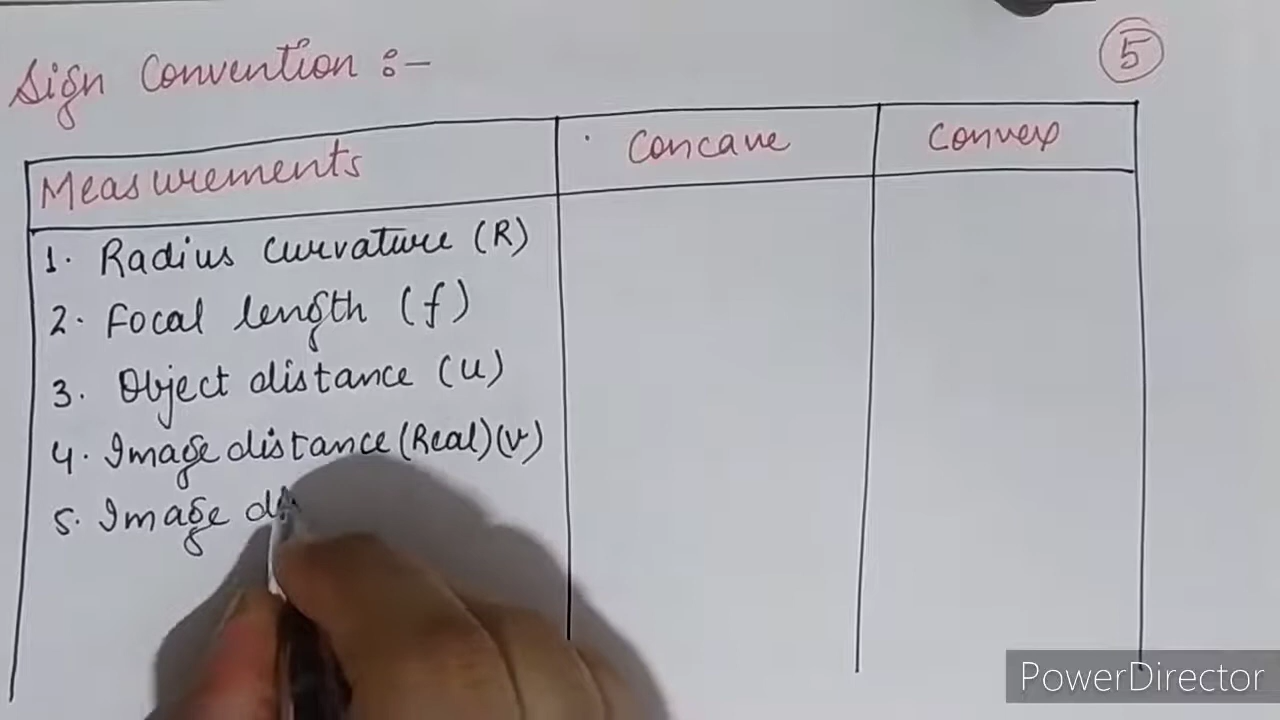 Sign Convention :-
5
Measurements Concave Convex
1. Radius curvature (R)
2. Focal length (f)
3. Object distance (u)
4. Image distance (Real) (v)
5. Image di
PowerDirector